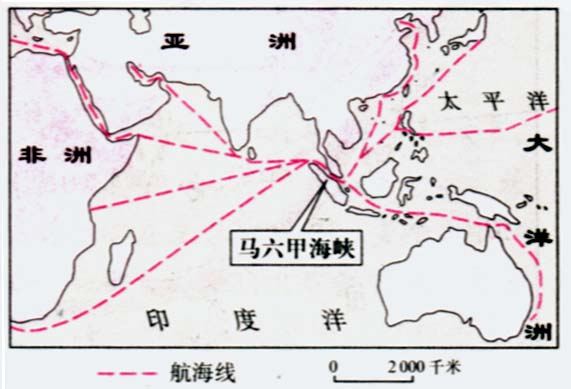 亚 洲
太 平 洋
非 洲
大 洋 洲
马六甲海峡
印 度 洋
航海线
0 2 000 千米